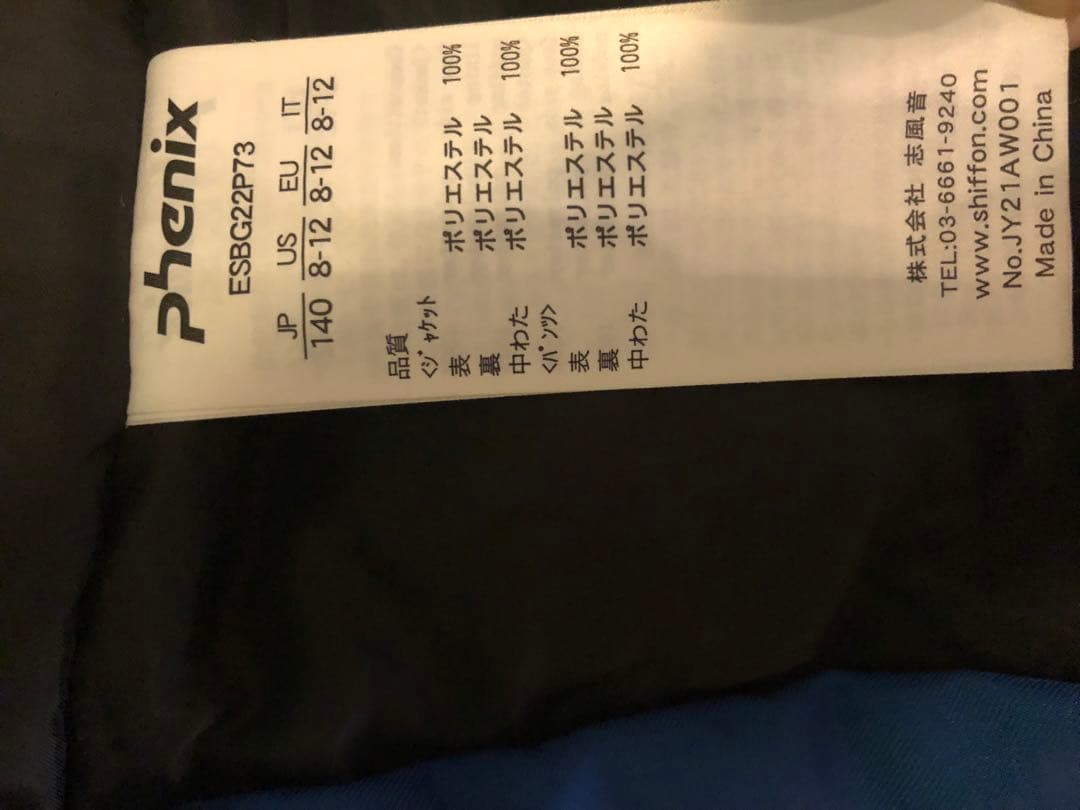 phenix
ESBG22P73
JP US EU IT
140 8-12 8-12 8-12
品質
<ジャケット
表 ポリエステル 100%
裏 ポリエステル
中わた ポリエステル 100%
<パンツ>
表 ポリエステル 100%
裏 ポリエステル
中わた ポリエステル 100%
株式会社 志風音
TEL:03-6661-9240
www.shiffon.com
No.JY21AW001
Made in China